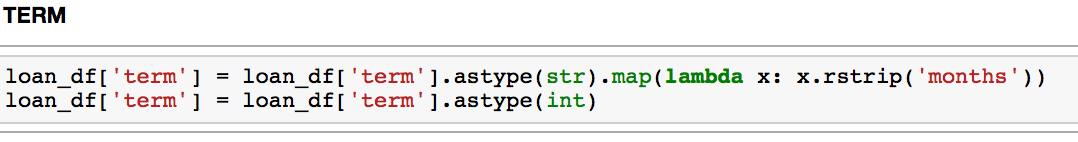 TERM
loan_df['term'] = loan_df['term'].astype(str).map(lambda x: x.rstrip('months'))
loan_df['term'] = loan_df['term'].astype(int)